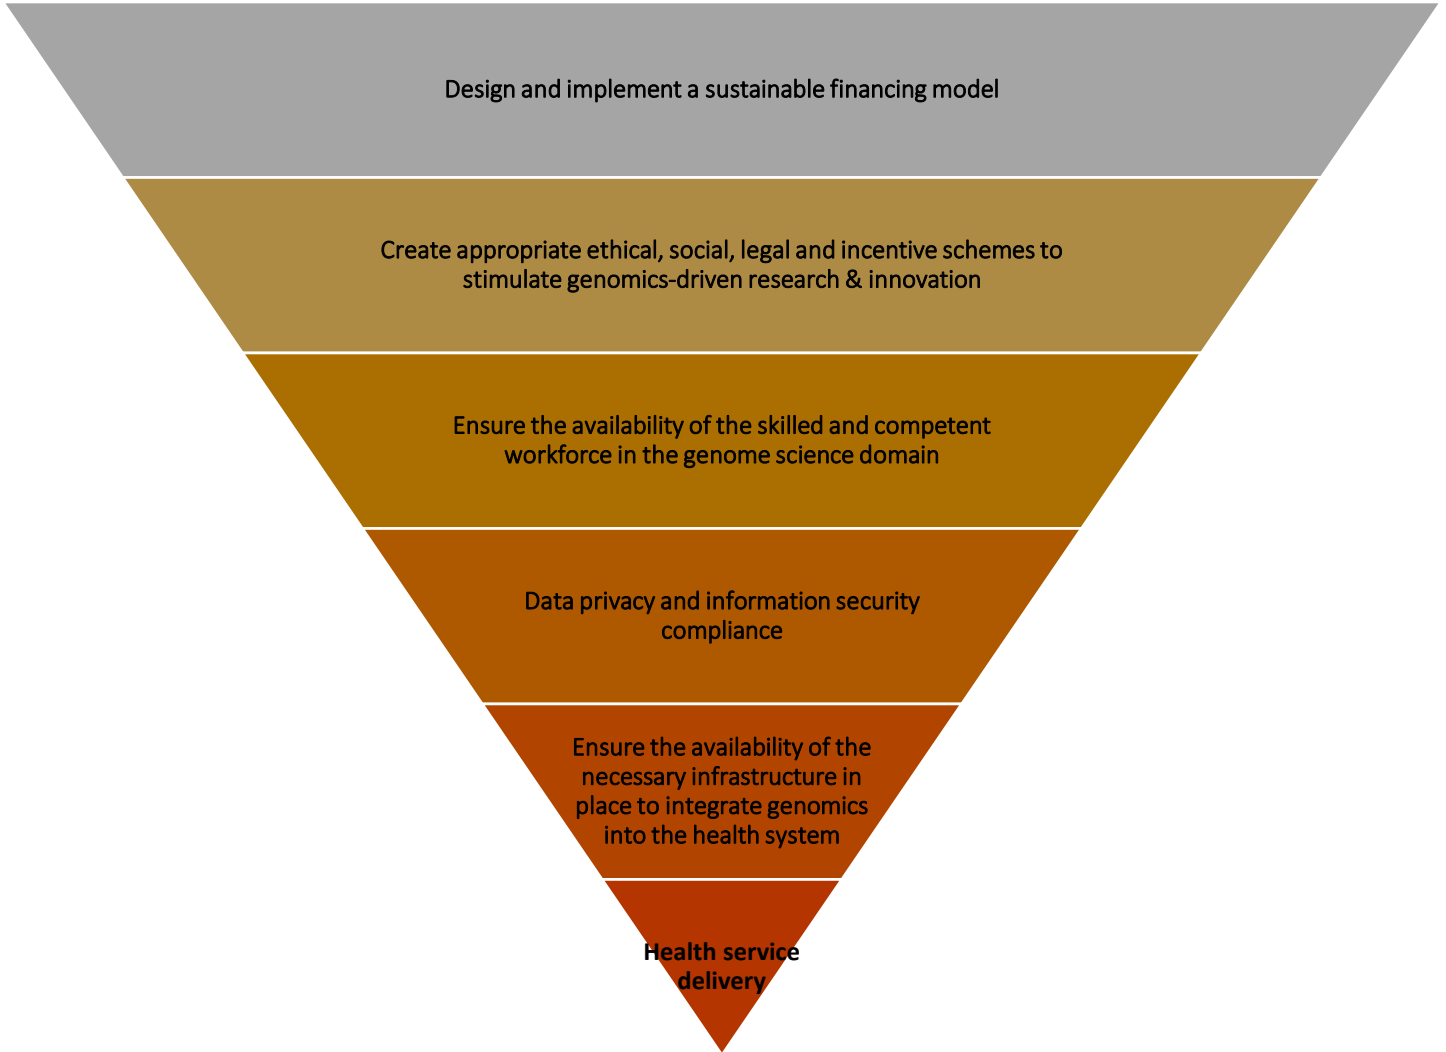 Design and implement a sustainable financing model
Create appropriate ethical, social, legal and incentive schemes to
stimulate genomics-driven research & innovation
Ensure the availability of the skilled and competent
workforce in the genome science domain
Data privacy and information security
compliance
Ensure the availability of the
necessary infrastructure in
place to integrate genomics
into the health system
Health service
delivery